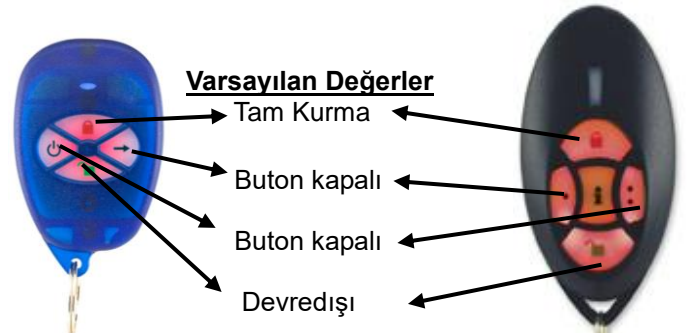 Varsayılan Değerler
Tam Kurma
Buton kapalı
Buton kapalı
Devredışı